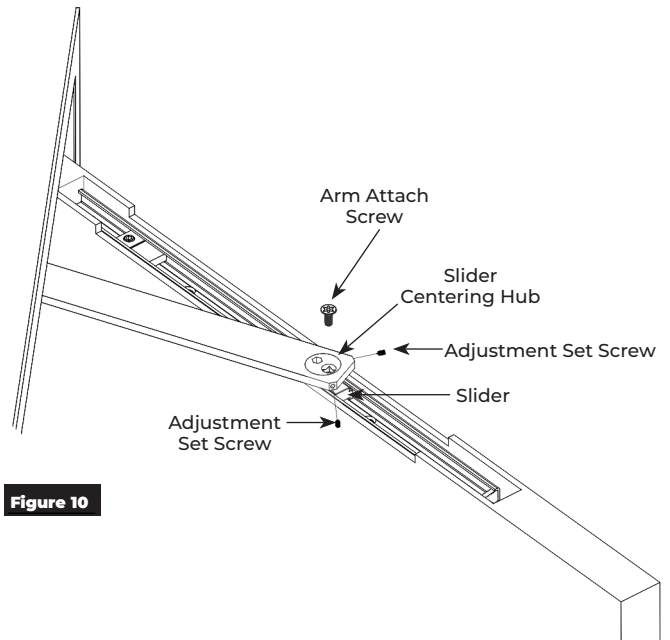 Arm Attach
Screw
Slider
Centering Hub
Adjustment Set Screw
Slider
Adjustment
Set Screw
Figure 10